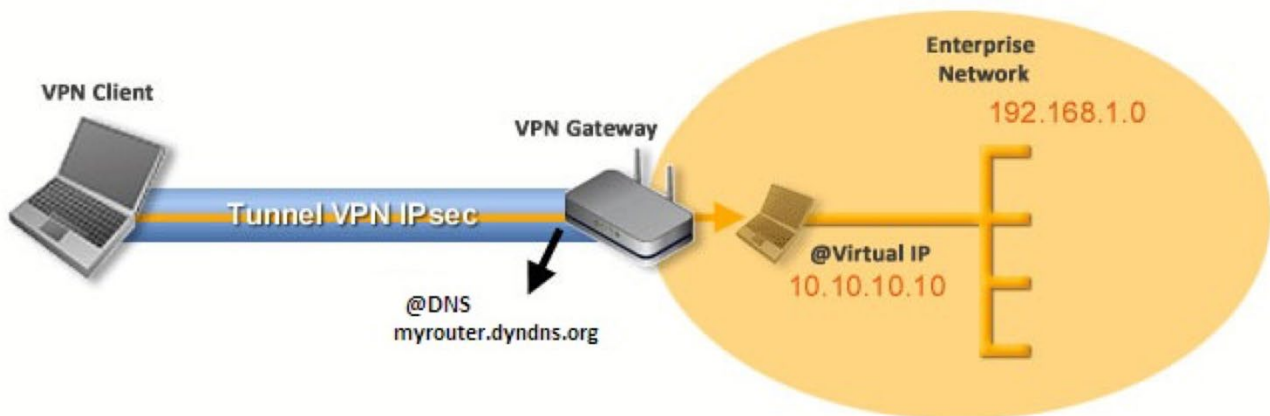 VPN Client
Tunnel VPN IPsec
VPN Gateway
@DNS
myrouter.dyndns.org
Enterprise
Network
192.168.1.0
@Virtual IP
10.10.10.10